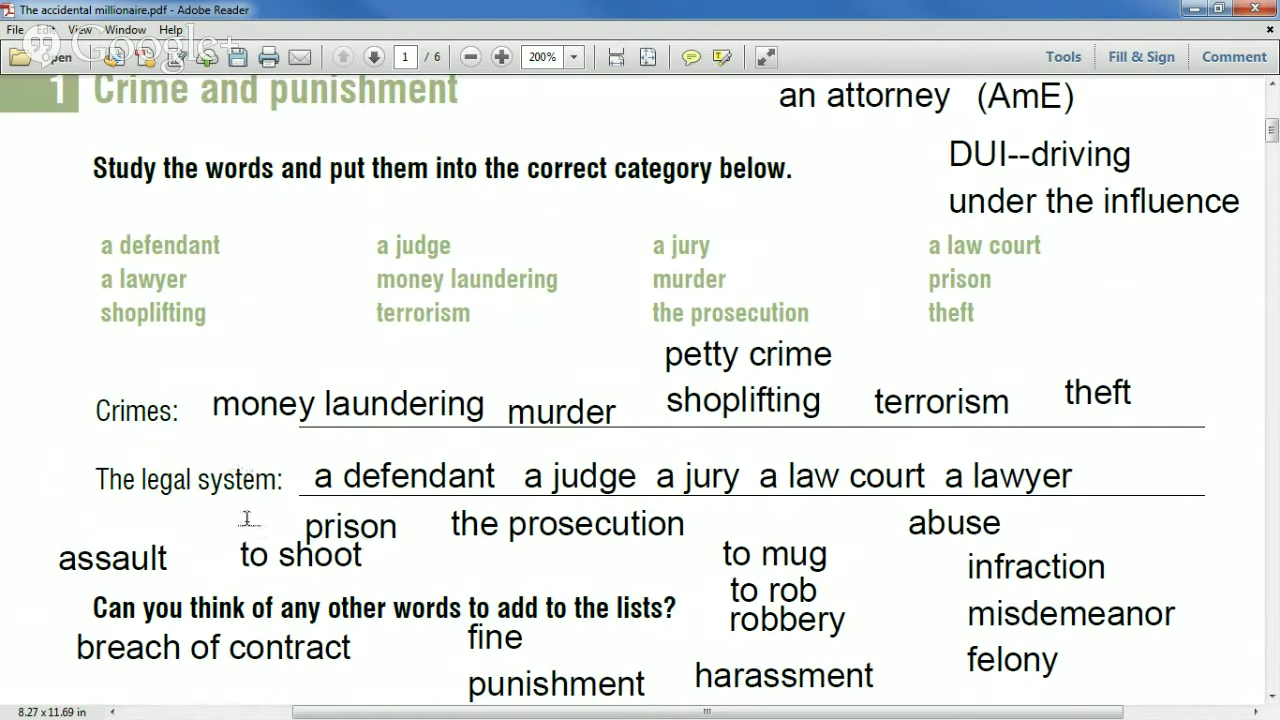 The accidental millionaire.pdf - Adobe Reader
File Edit View Window Help
Google+
Open 1 / 6 200% Tools Fill & Sign Comment
1 Crime and punishment
an attorney (AmE)
Study the words and put them into the correct category below.
DUI--driving
under the influence
a defendant a judge a jury a law court
a lawyer money laundering murder prison
shoplifting terrorism the prosecution theft
petty crime
Crimes: money laundering murder shoplifting terrorism theft
The legal system: a defendant a judge a jury a law court a lawyer
prison the prosecution abuse
assault to shoot to mug infraction
to rob
Can you think of any other words to add to the lists? robbery misdemeanor
breach of contract fine felony
punishment harassment
8.27 x 11.69 in